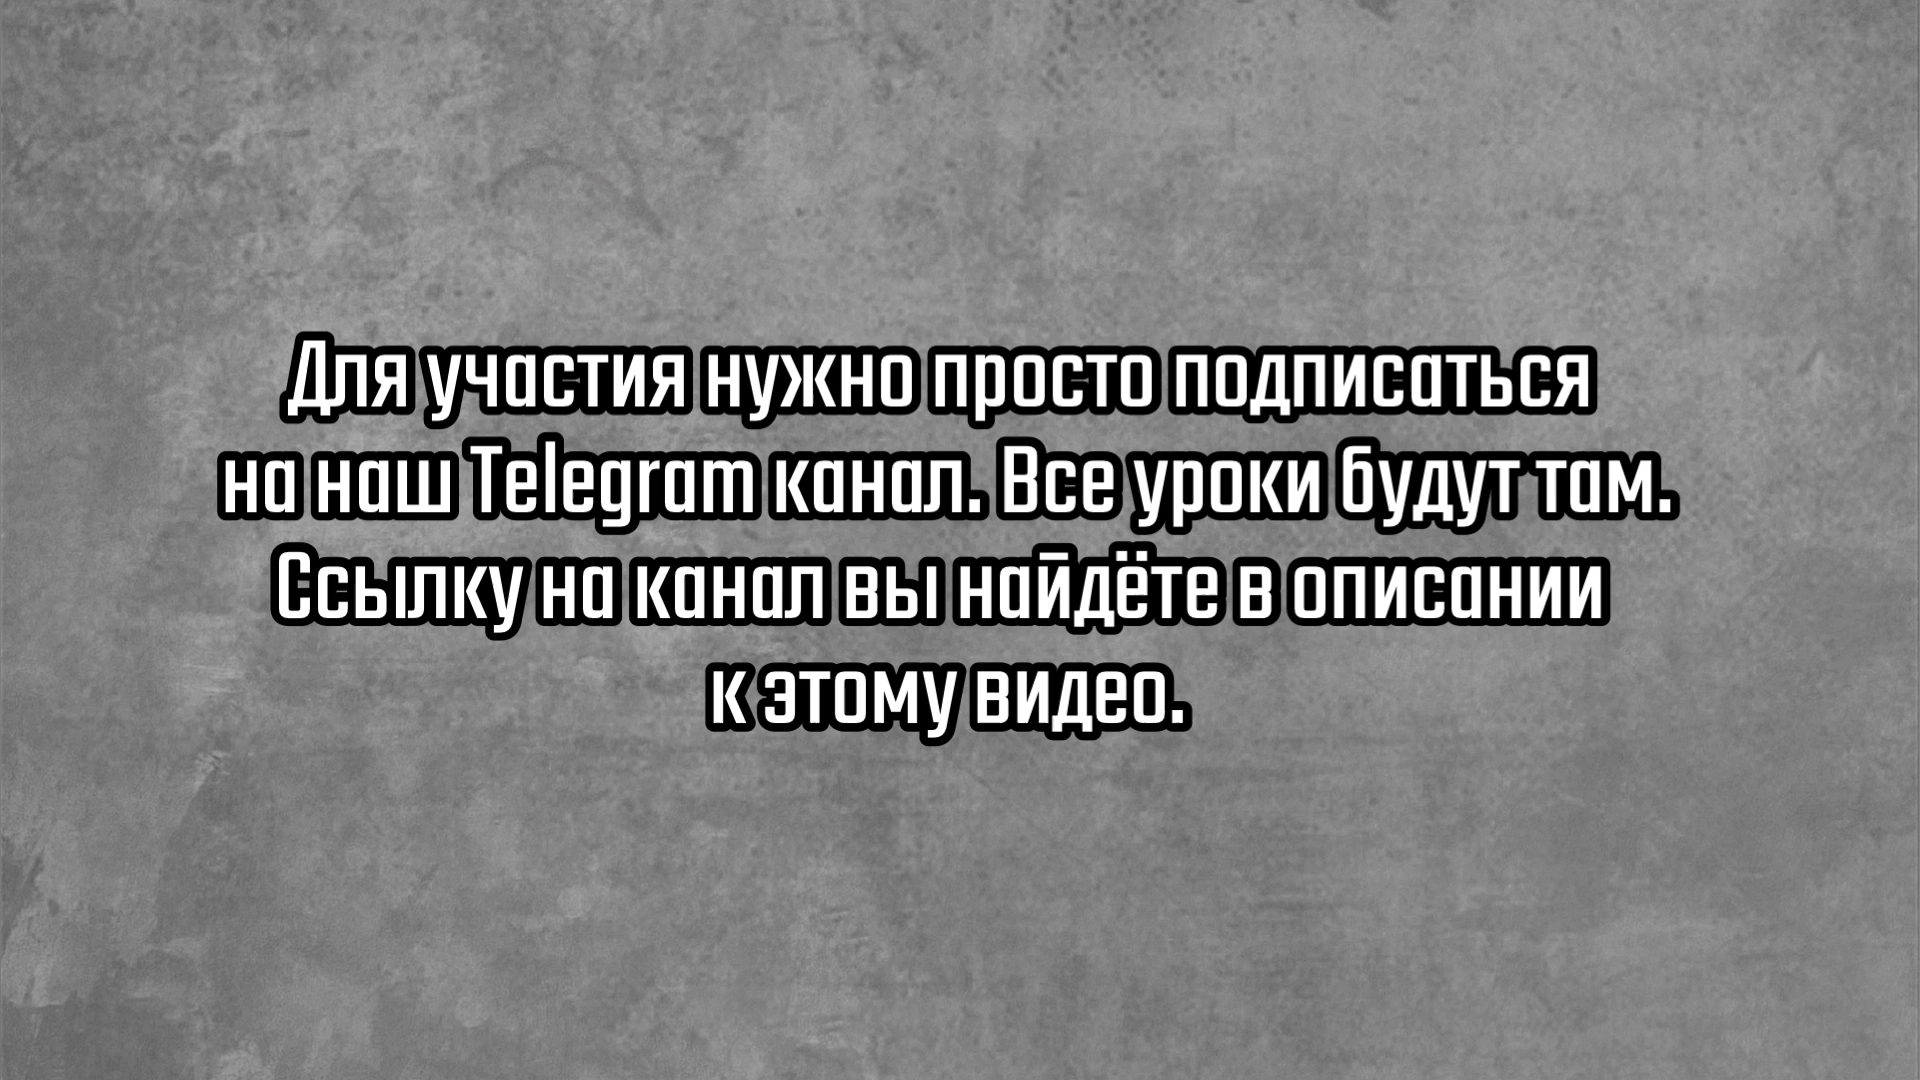 Для участия нужно просто подписаться
на наш Telegram канал. Все уроки будут там.
Ссылку на канал вы найдёте в описании
к этому видео.